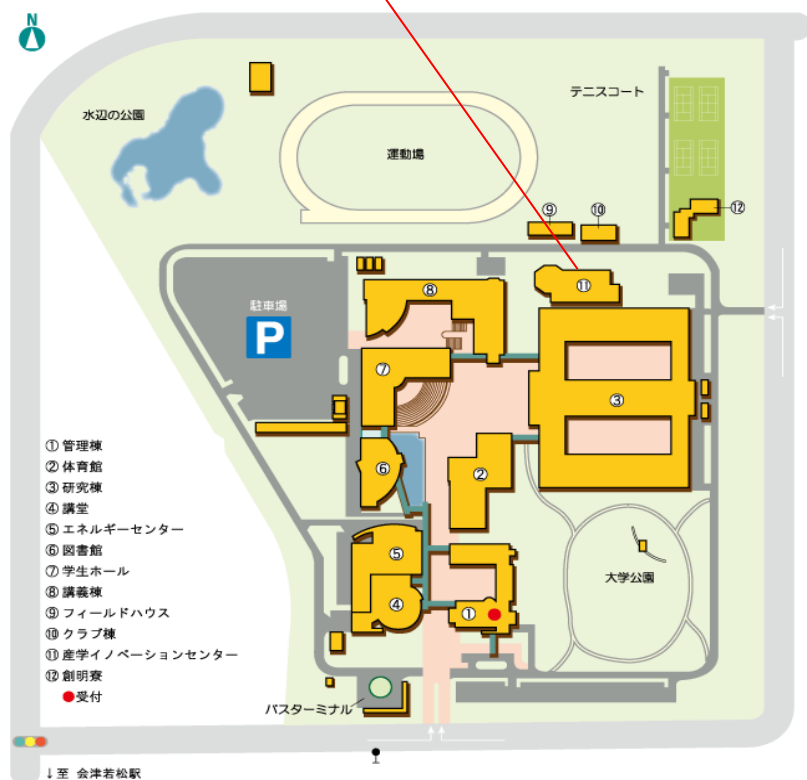 N
水辺の公園
テニスコート
運動場
⑨
⑩
⑫
⑪
⑧
駐車場
P
⑦
③
②
⑥
⑤
大学公園
④
①
バスターミナル
①管理棟
②体育館
③研究棟
④講堂
⑤エネルギーセンター
⑥図書館
⑦学生ホール
⑧講義棟
⑨フィールドハウス
⑩クラブ棟
⑪産学イノベーションセンター
⑫創明寮
●受付
↓至 会津若松駅